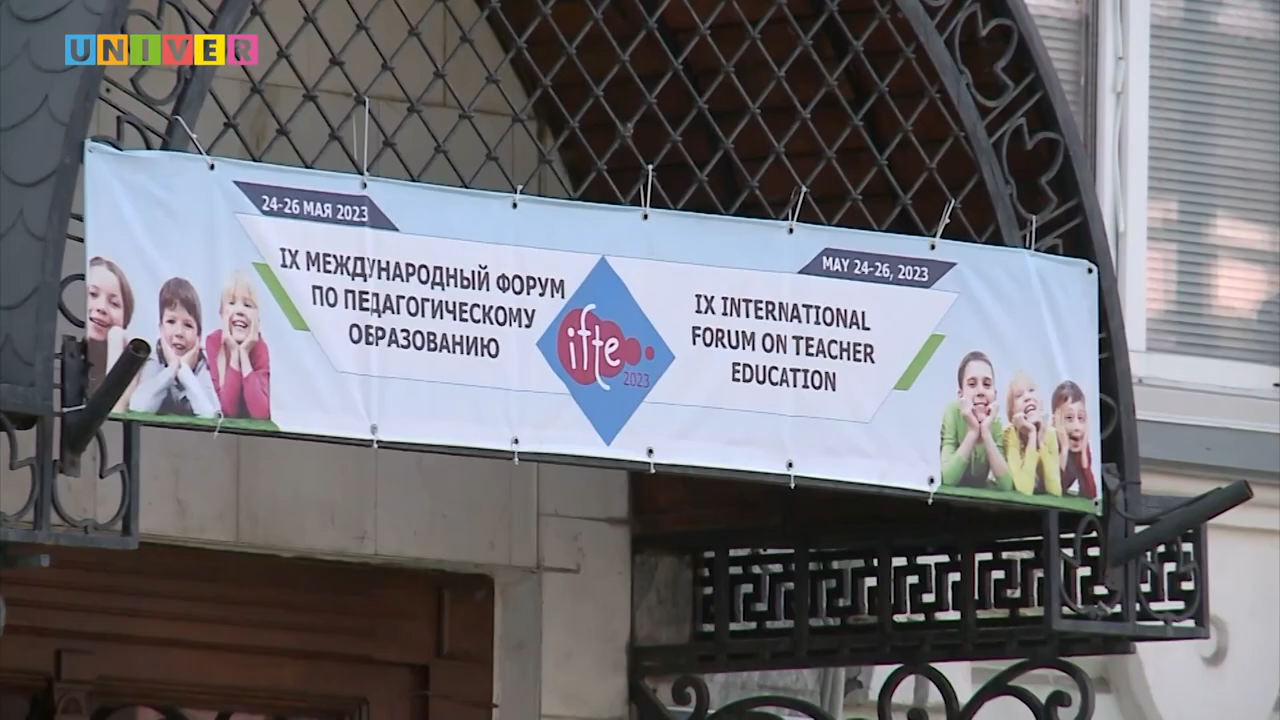 UNIVER
24-26 МАЯ 2023
IX МЕЖДУНАРОДНЫЙ ФОРУМ
ПО ПЕДАГОГИЧЕСКОМУ
ОБРАЗОВАНИЮ
ifte
2023
MAY 24-26, 2023
IX INTERNATIONAL
FORUM ON TEACHER
EDUCATION